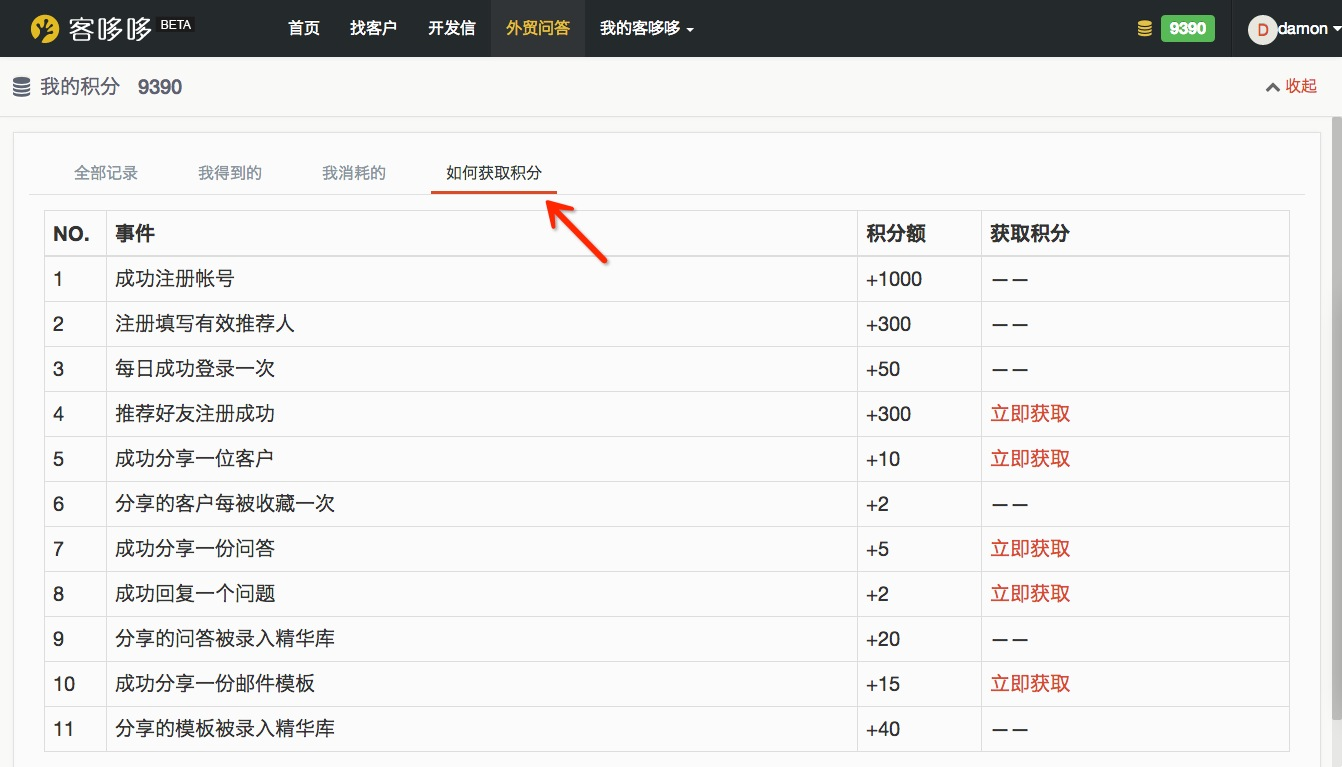 客哆哆 BETA 首页 找客户 开发信 外贸问答 我的客哆哆 9390 D damon
我的积分 9390 收起
全部记录 我得到的 我消耗的 如何获取积分
NO. 事件 积分额 获取积分
1 成功注册帐号 +1000 ——
2 注册填写有效推荐人 +300 ——
3 每日成功登录一次 +50 ——
4 推荐好友注册成功 +300 立即获取
5 成功分享一位客户 +10 立即获取
6 分享的客户每被收藏一次 +2 ——
7 成功分享一份问答 +5 立即获取
8 成功回复一个问题 +2 立即获取
9 分享的问答被录入精华库 +20 ——
10 成功分享一份邮件模板 +15 立即获取
11 分享的模板被录入精华库 +40 ——